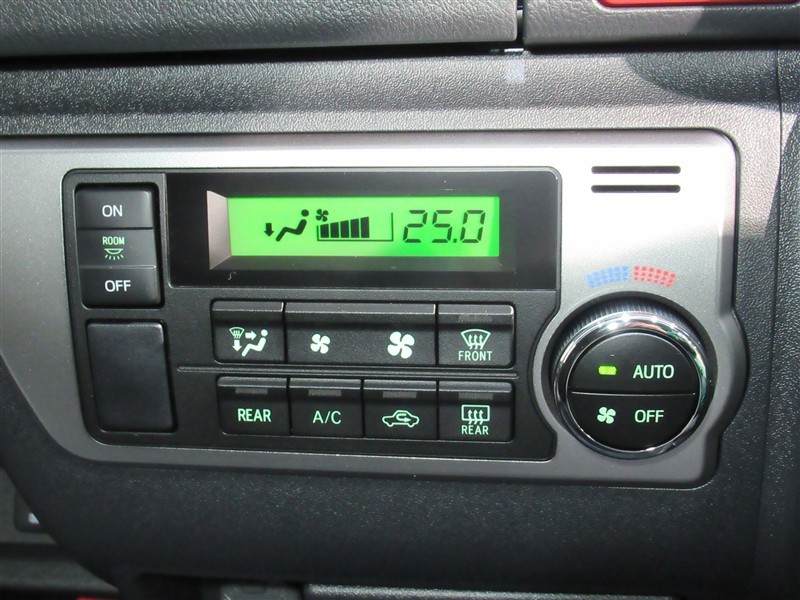 ON
ROOM
OFF
25.0
FRONT
REAR
A/C
REAR
AUTO
OFF